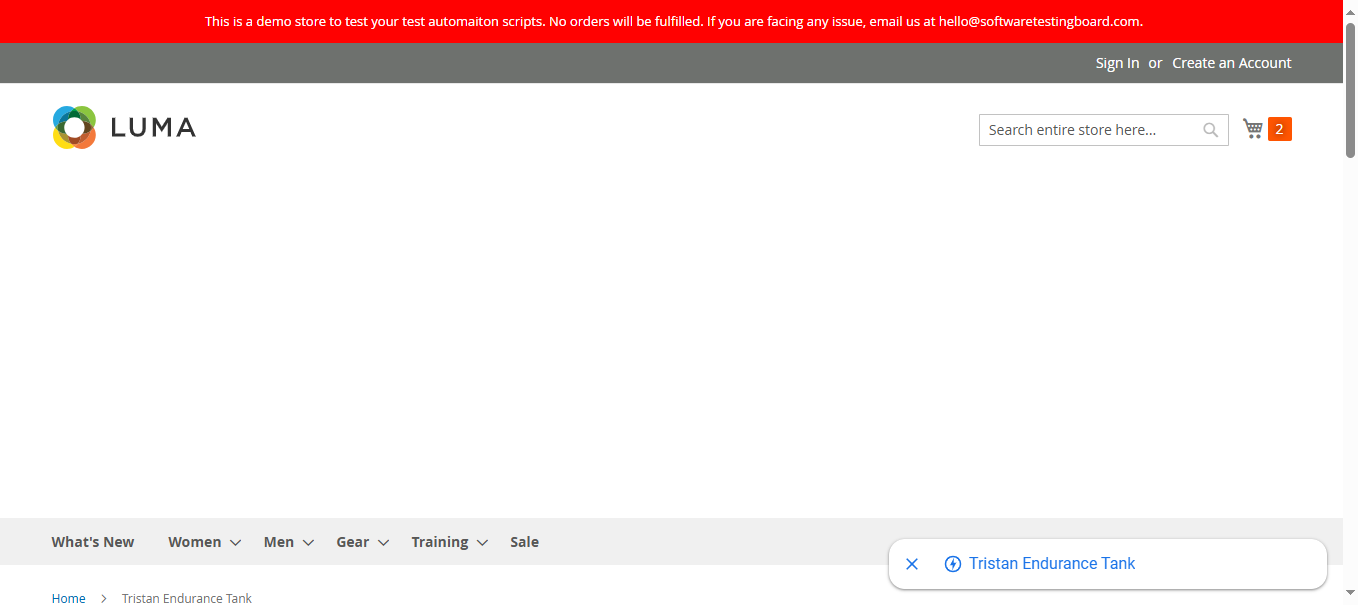 This is a demo store to test your test automaiton scripts. No orders will be fulfilled. If you are facing any issue, email us at hello@softwaretestingboard.com.
Sign In or Create an Account
LUMA
Search entire store here...
2
What's New Women Men Gear Training Sale
Tristan Endurance Tank
Home Tristan Endurance Tank